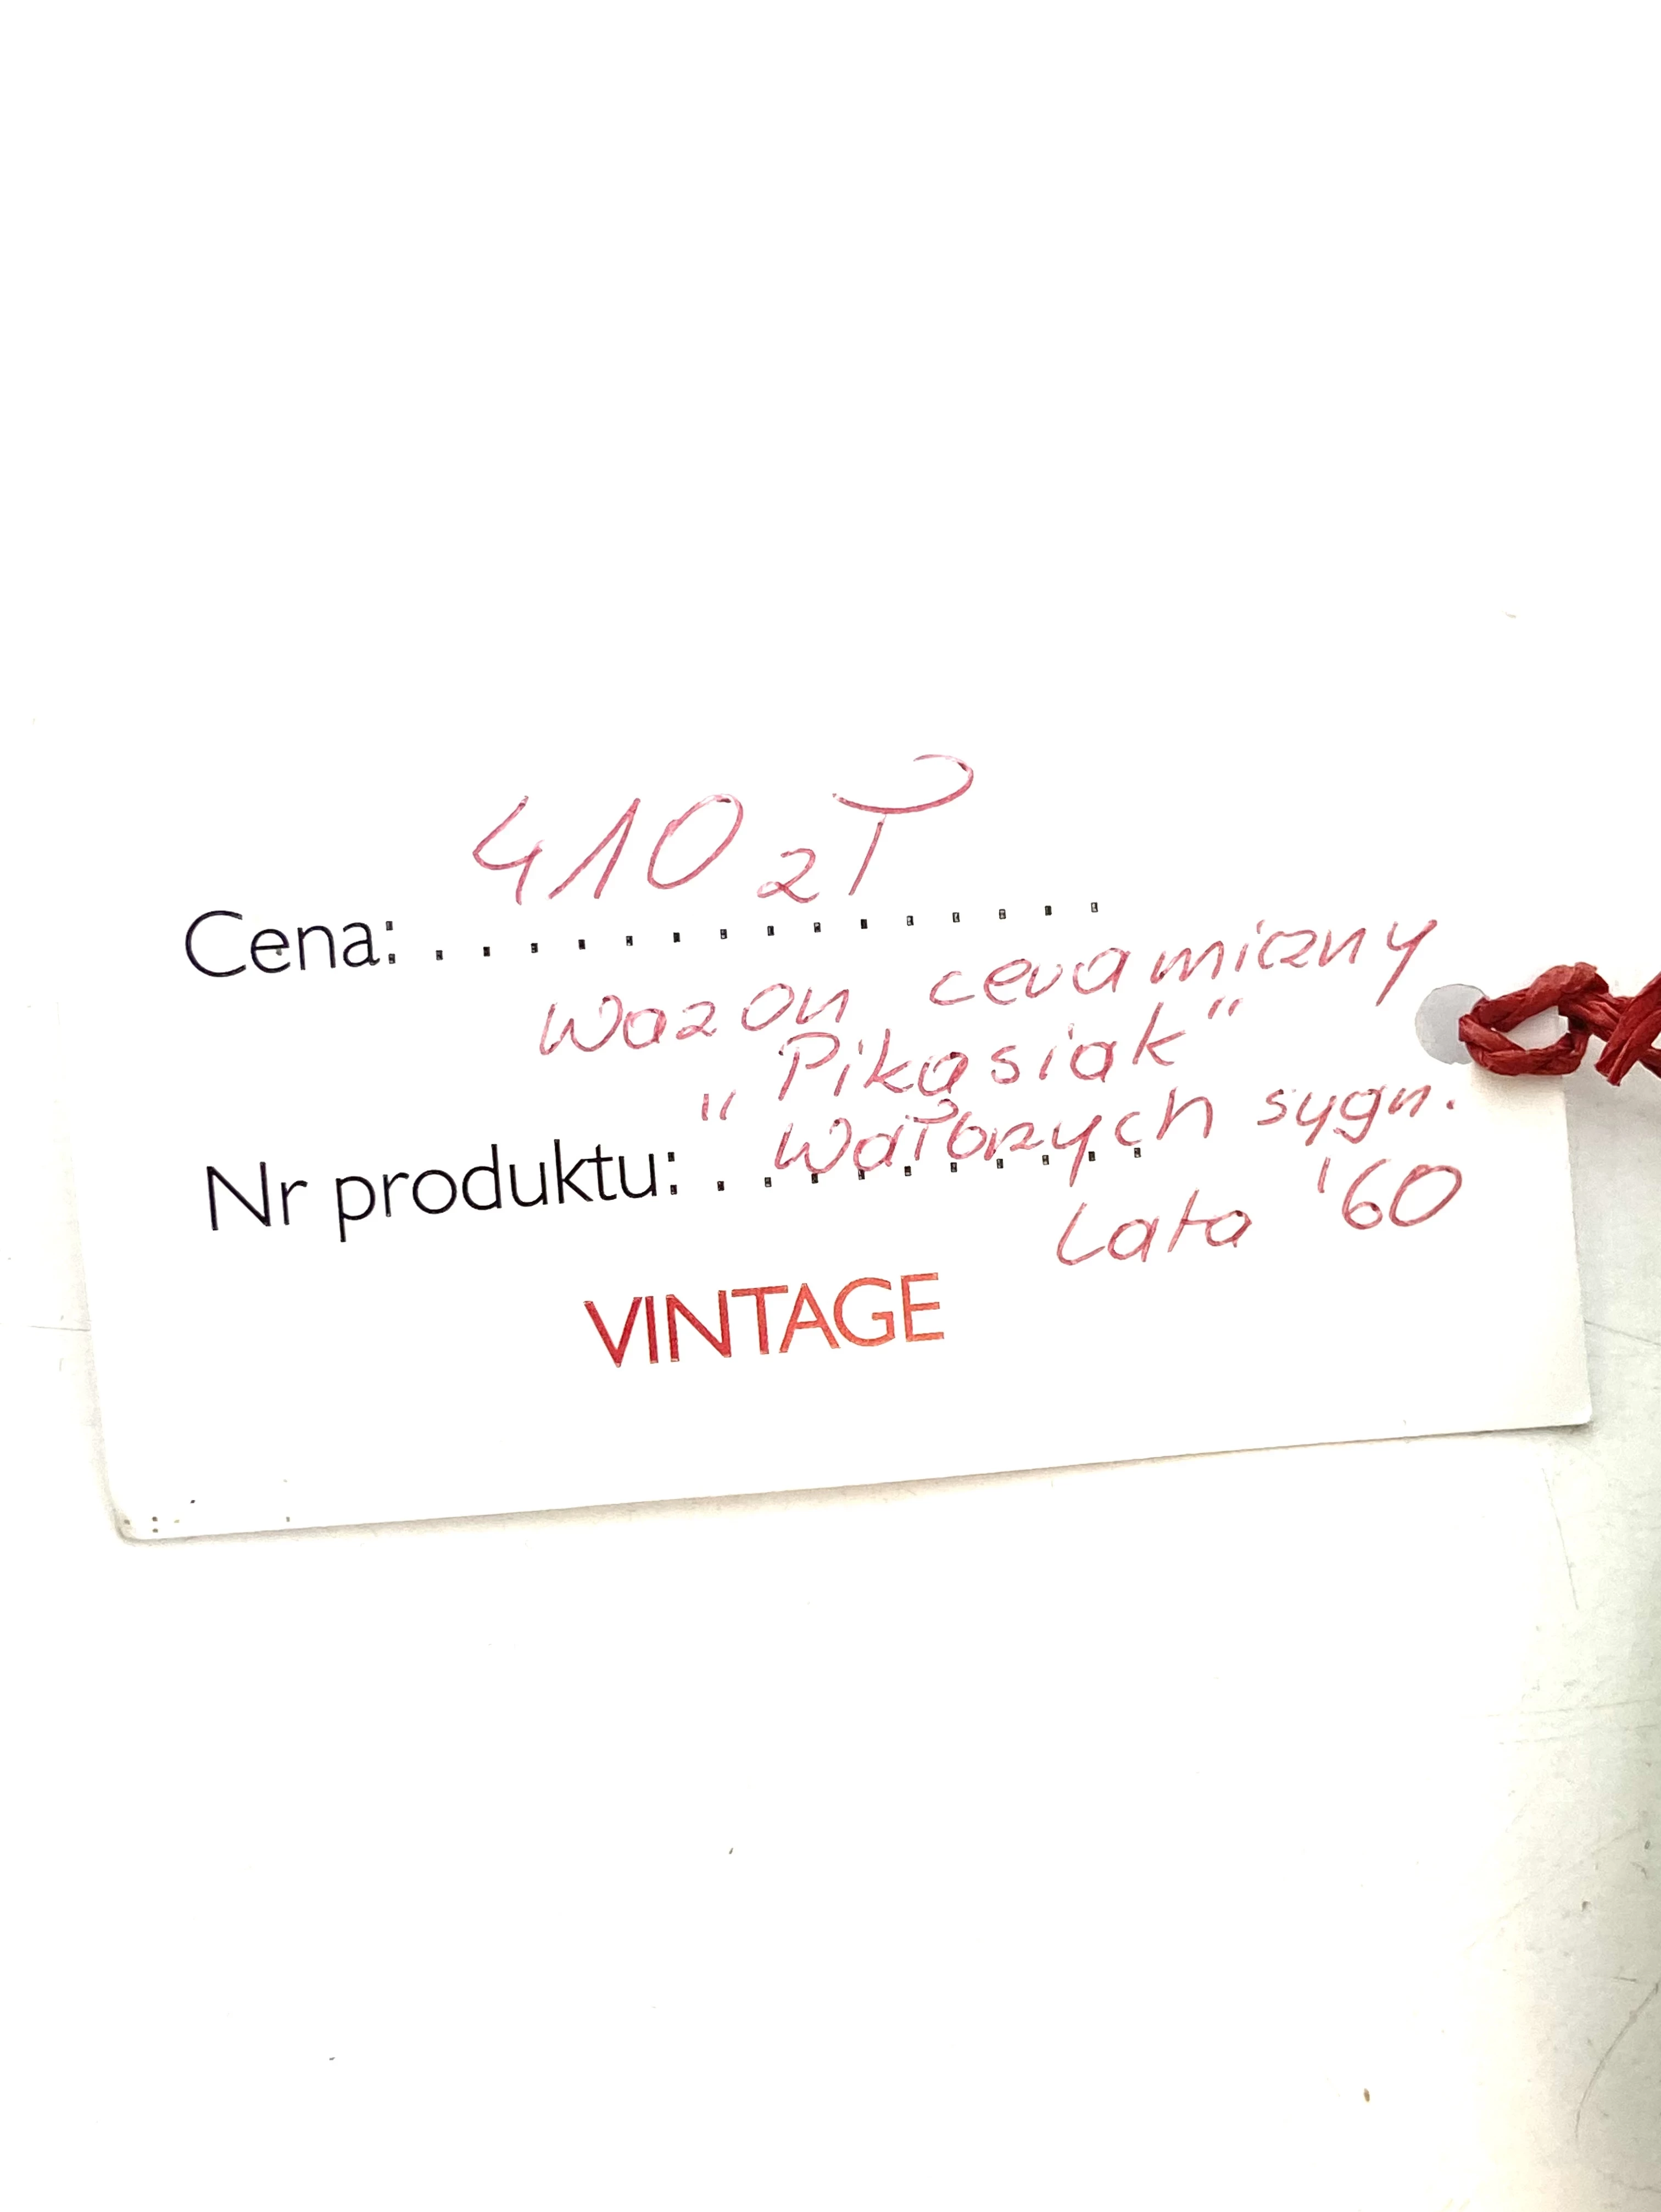 Cena: 410 zł
Wazon ceramiczny
„Pikasiak"
Nr produktu: Wałbrzych sygn.
Lata '60
VINTAGE